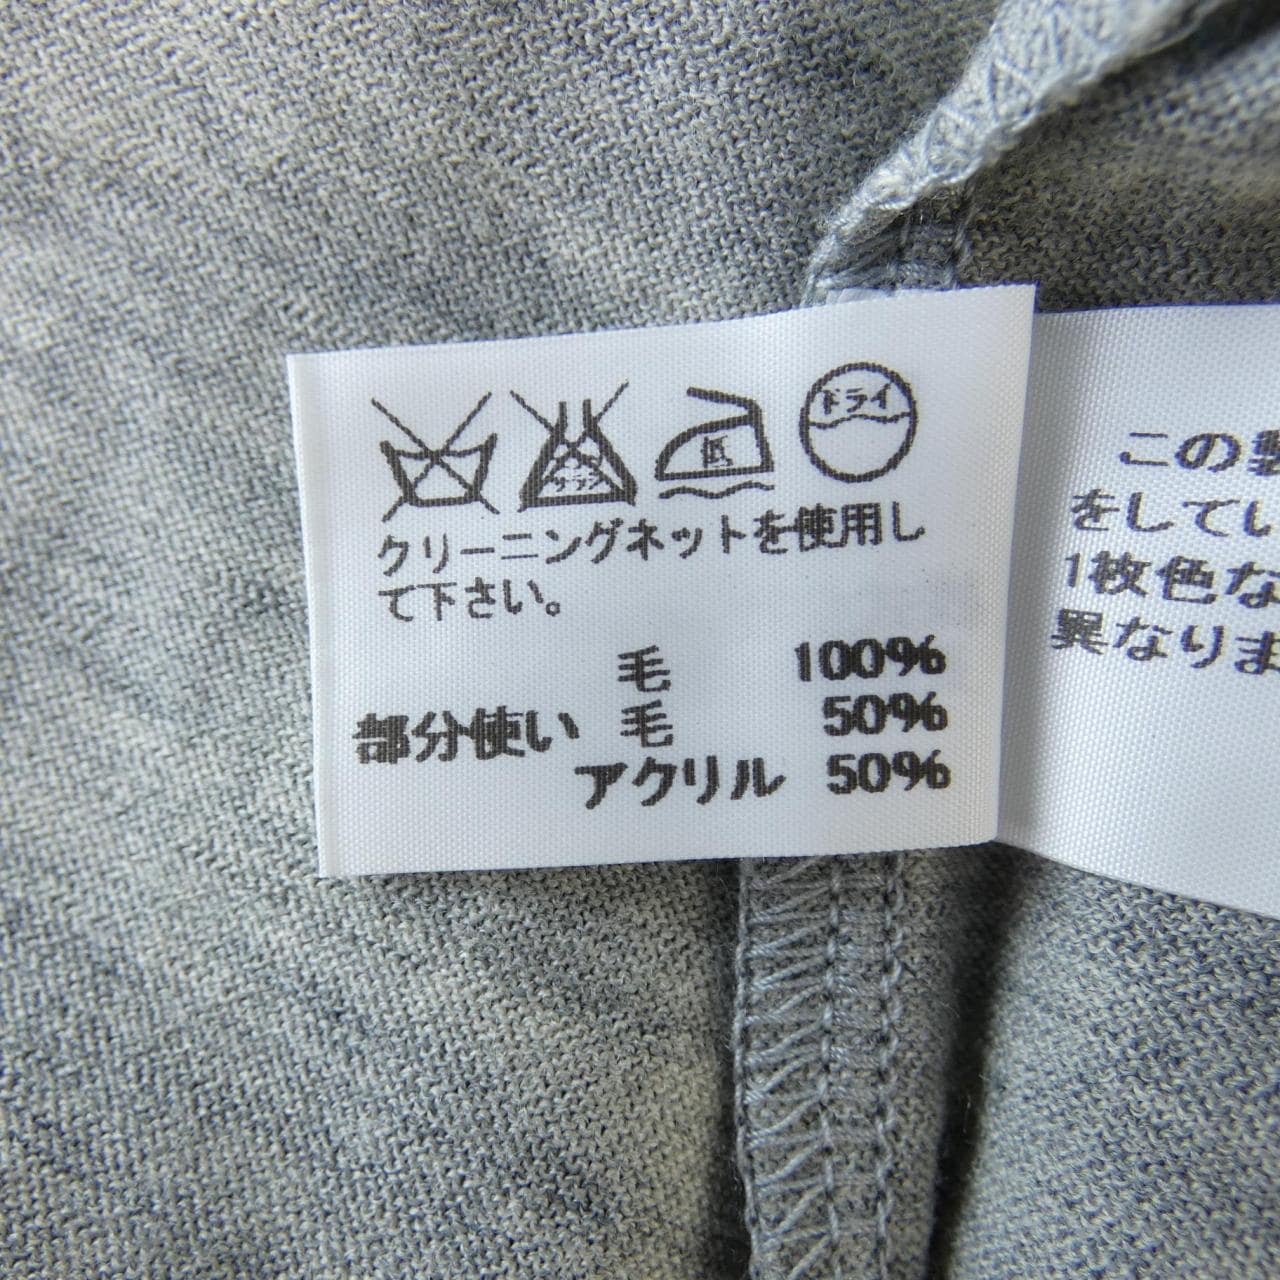 ドライ
低
クリーニングネットを使用し
て下さい。
毛 100%
部分使い 毛 50%
アクリル 50%
この製
をしてい
1枚色な
異なりま